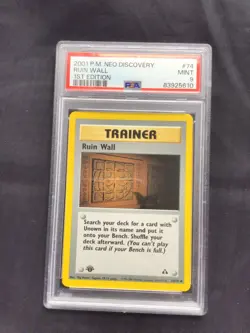 2001 P.M. NEO DISCOVERY #74
RUIN WALL MINT
1ST EDITION 9
PSA 83925610
TRAINER
Ruin Wall
Search your deck for a card with
Unown in its name and put it
onto your Bench. Shuffle your
deck afterward. (You can't play
this card if your Bench is full.)